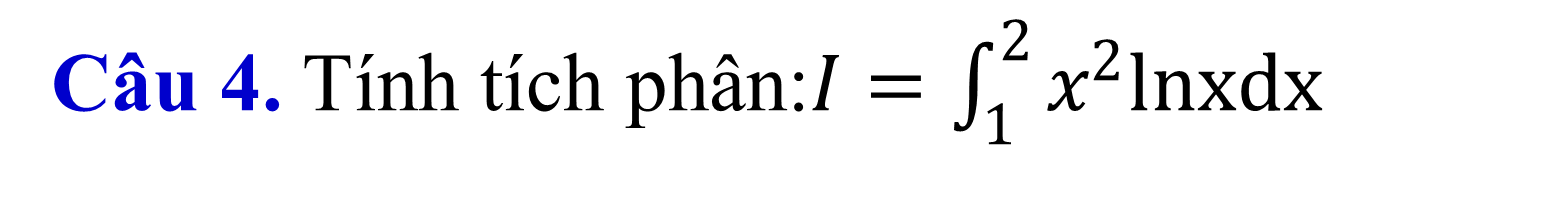 Câu 4. Tính tích phân:I = ∫₁² x²lnxdx